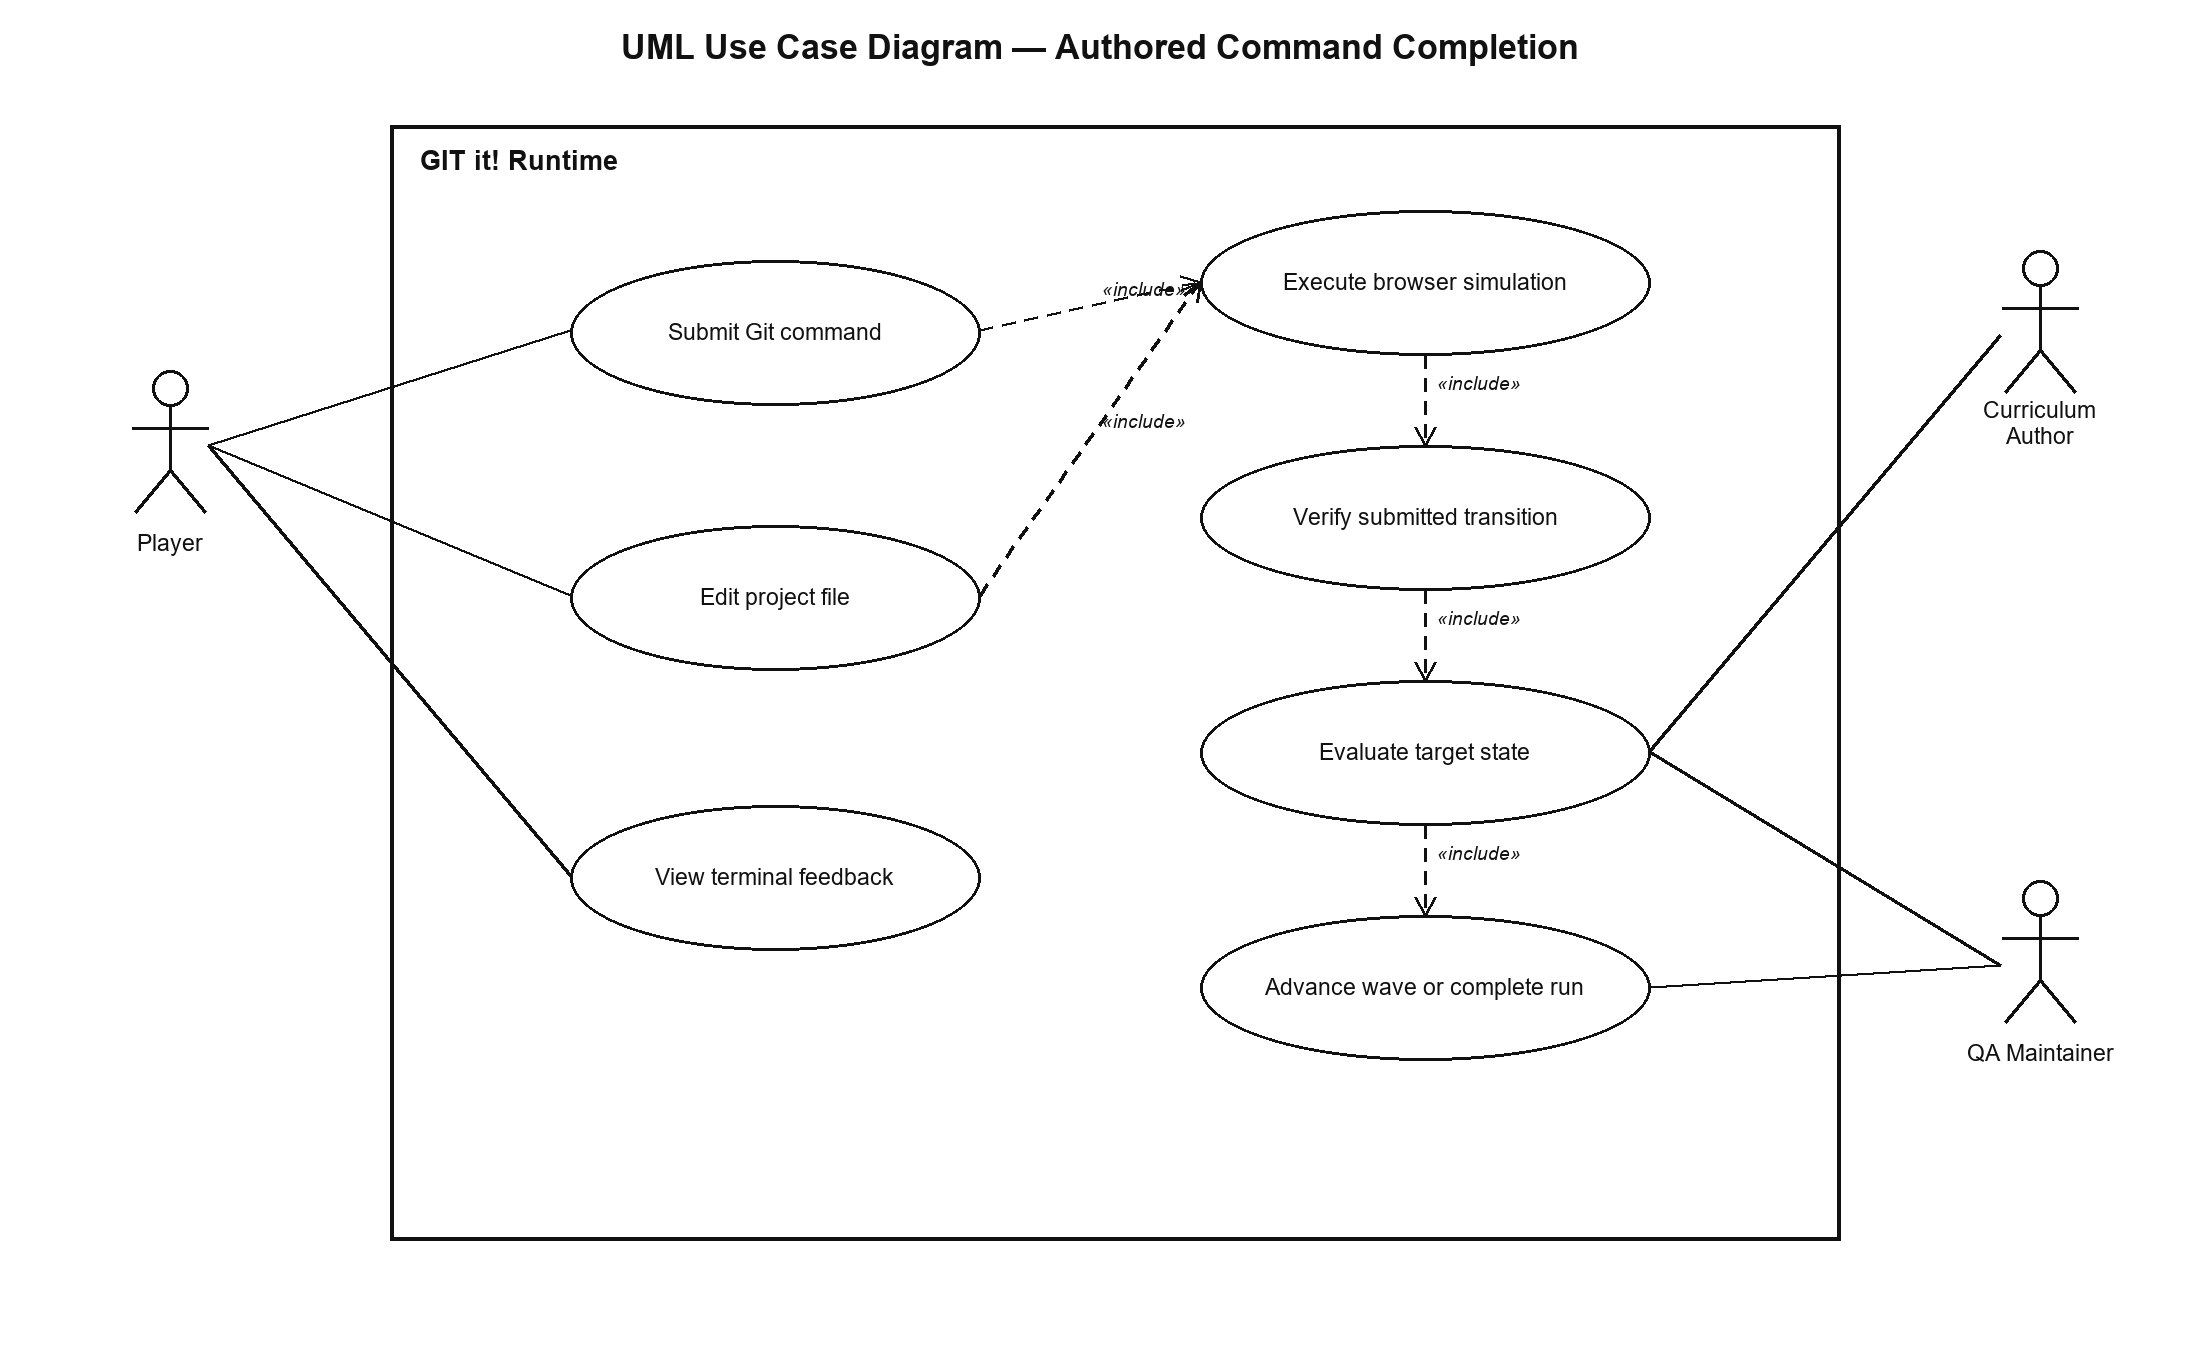 UML Use Case Diagram — Authored Command Completion
GIT it! Runtime
Execute browser simulation
«include»
Submit Git command
«include»
«include»
Curriculum
Author
Verify submitted transition
Player
Edit project file
«include»
Evaluate target state
«include»
View terminal feedback
Advance wave or complete run
QA Maintainer